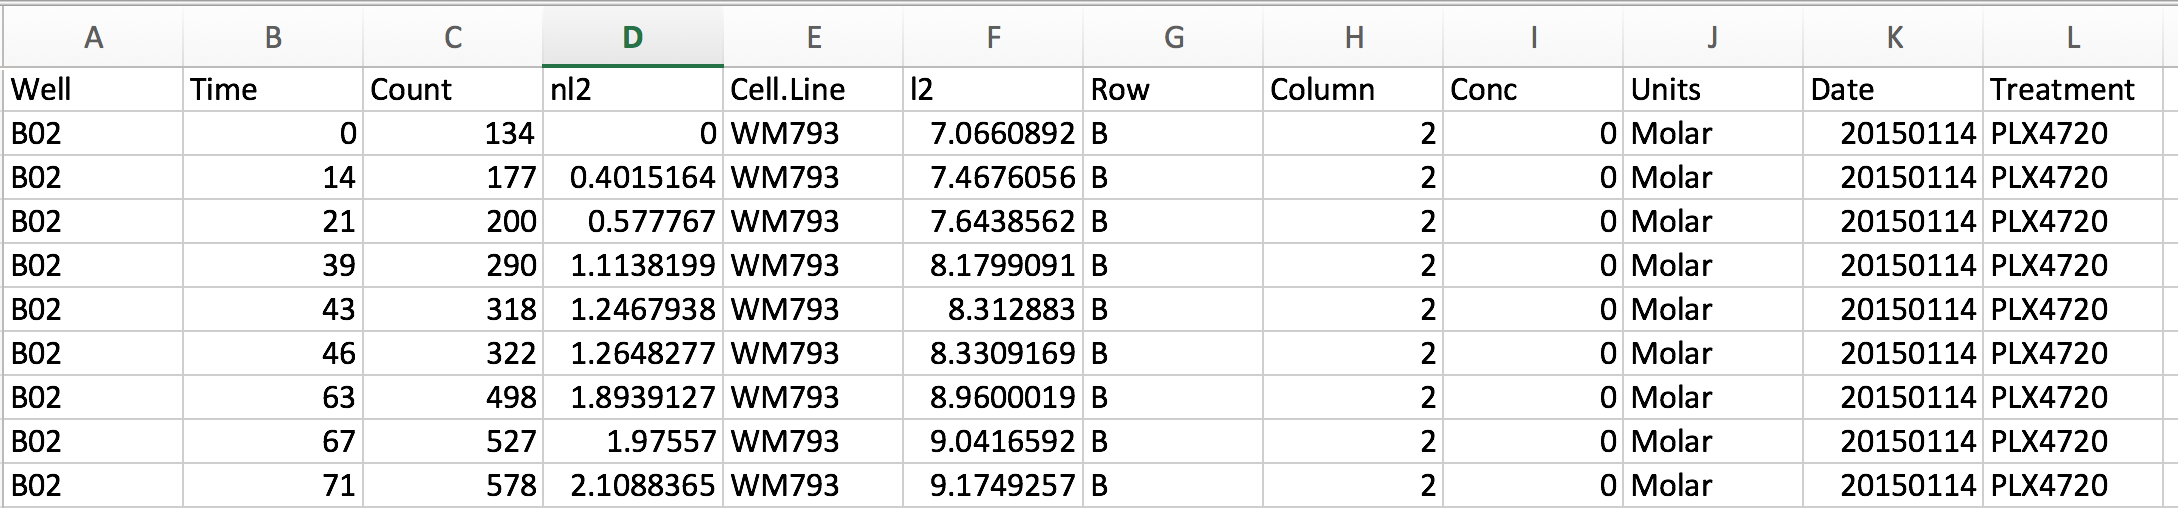 A B C D E F G H I J K L
Well Time Count nl2 Cell.Line l2 Row Column Conc Units Date Treatment
B02 0 134 0 WM793 7.0660892 B 2 0 Molar 20150114 PLX4720
B02 14 177 0.4015164 WM793 7.4676056 B 2 0 Molar 20150114 PLX4720
B02 21 200 0.577767 WM793 7.6438562 B 2 0 Molar 20150114 PLX4720
B02 39 290 1.1138199 WM793 8.1799091 B 2 0 Molar 20150114 PLX4720
B02 43 318 1.2467938 WM793 8.312883 B 2 0 Molar 20150114 PLX4720
B02 46 322 1.2648277 WM793 8.3309169 B 2 0 Molar 20150114 PLX4720
B02 63 498 1.8939127 WM793 8.9600019 B 2 0 Molar 20150114 PLX4720
B02 67 527 1.97557 WM793 9.0416592 B 2 0 Molar 20150114 PLX4720
B02 71 578 2.1088365 WM793 9.1749257 B 2 0 Molar 20150114 PLX4720